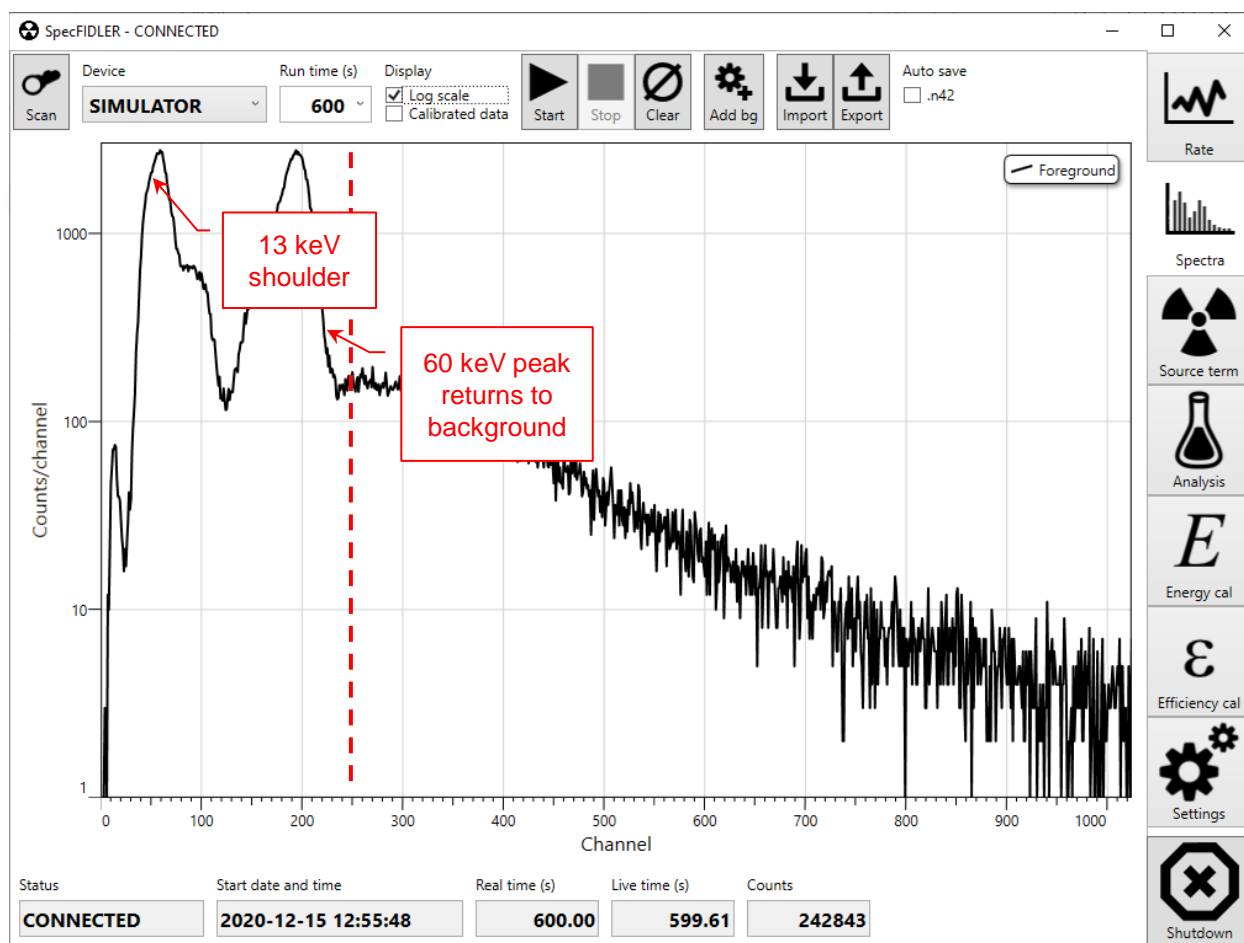 SpecFIDLER - CONNECTED
Device
Run time (s)
Display
Auto save
Scan
SIMULATOR
600
Log scale
Calibrated data
Start
Stop
Clear
Add bg
Import
Export
.n42
Rate
Spectra
Source term
Analysis
E
Energy cal
ε
Efficiency cal
Settings
Shutdown
Foreground
13 keV
shoulder
60 keV peak
returns to
background
Counts/channel
1000
100
10
1
0
100
200
300
400
500
600
700
800
900
1000
Channel
Status
Start date and time
Real time (s)
Live time (s)
Counts
CONNECTED
2020-12-15 12:55:48
600.00
599.61
242843